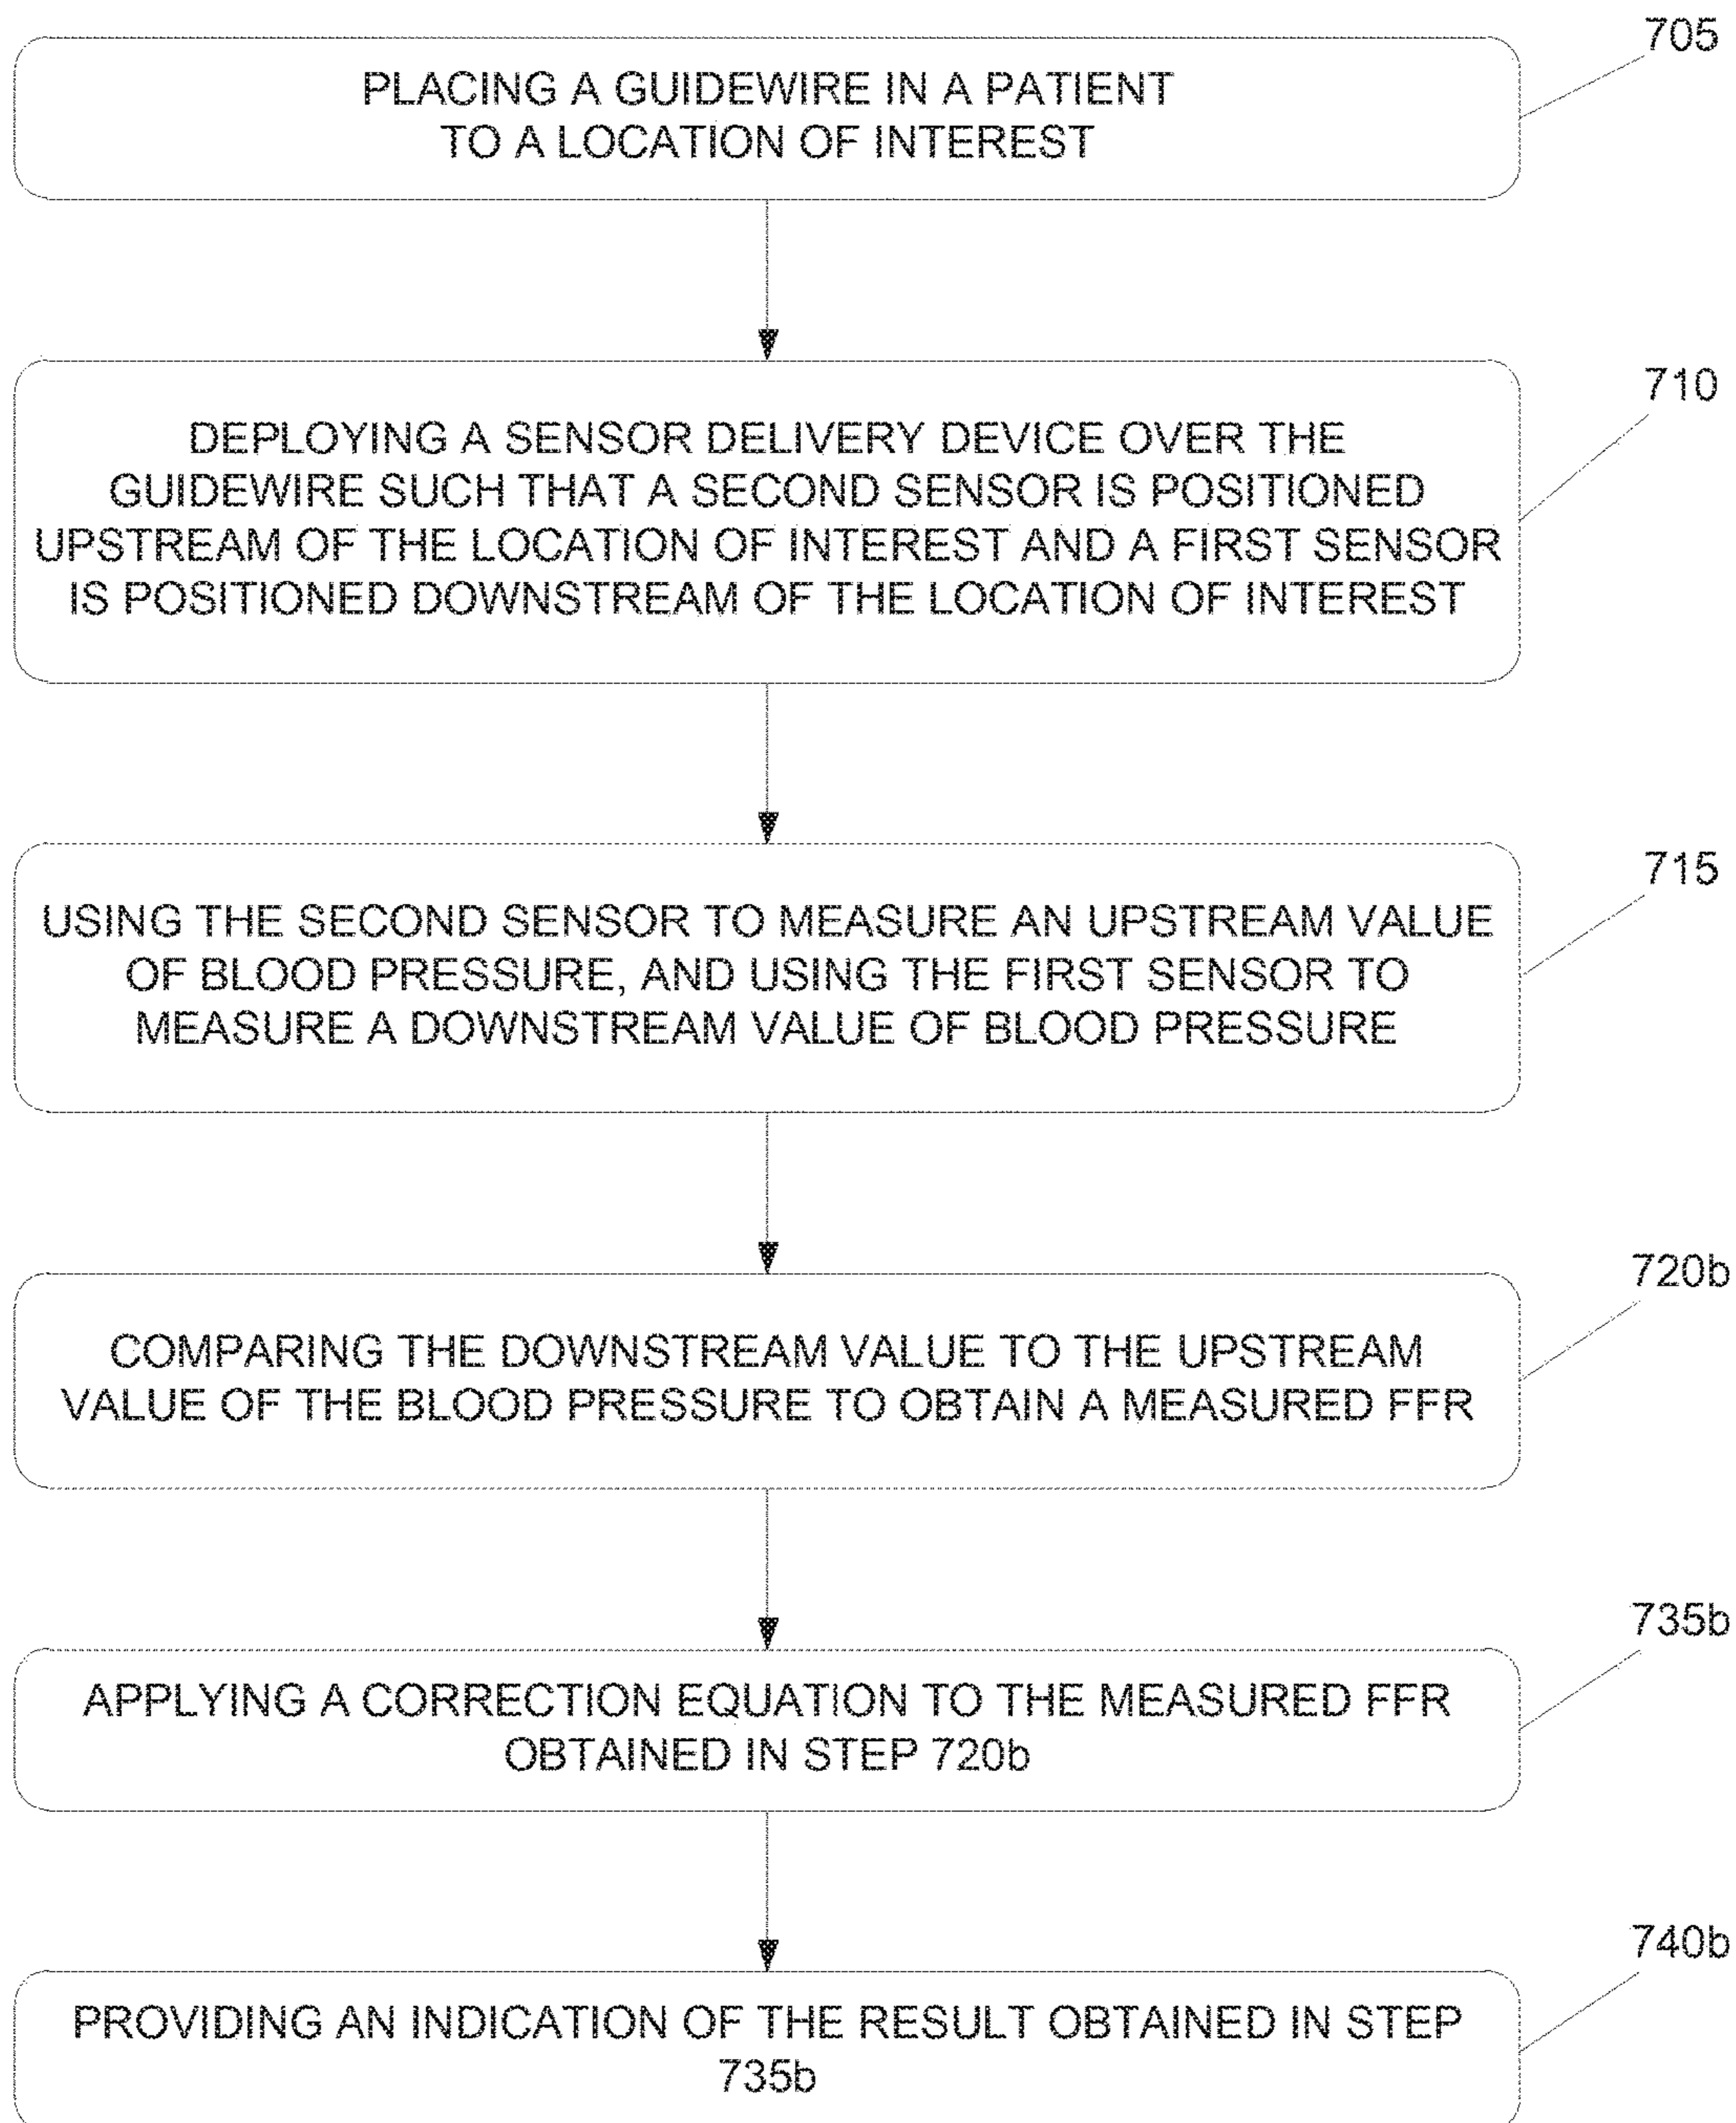 705
PLACING A GUIDEWIRE IN A PATIENT
TO A LOCATION OF INTEREST
710
DEPLOYING A SENSOR DELIVERY DEVICE OVER THE
GUIDEWIRE SUCH THAT A SECOND SENSOR IS POSITIONED
UPSTREAM OF THE LOCATION OF INTEREST AND A FIRST SENSOR
IS POSITIONED DOWNSTREAM OF THE LOCATION OF INTEREST
715
USING THE SECOND SENSOR TO MEASURE AN UPSTREAM VALUE
OF BLOOD PRESSURE, AND USING THE FIRST SENSOR TO
MEASURE A DOWNSTREAM VALUE OF BLOOD PRESSURE
720b
COMPARING THE DOWNSTREAM VALUE TO THE UPSTREAM
VALUE OF THE BLOOD PRESSURE TO OBTAIN A MEASURED FFR
735b
APPLYING A CORRECTION EQUATION TO THE MEASURED FFR
OBTAINED IN STEP 720b
740b
PROVIDING AN INDICATION OF THE RESULT OBTAINED IN STEP
735b